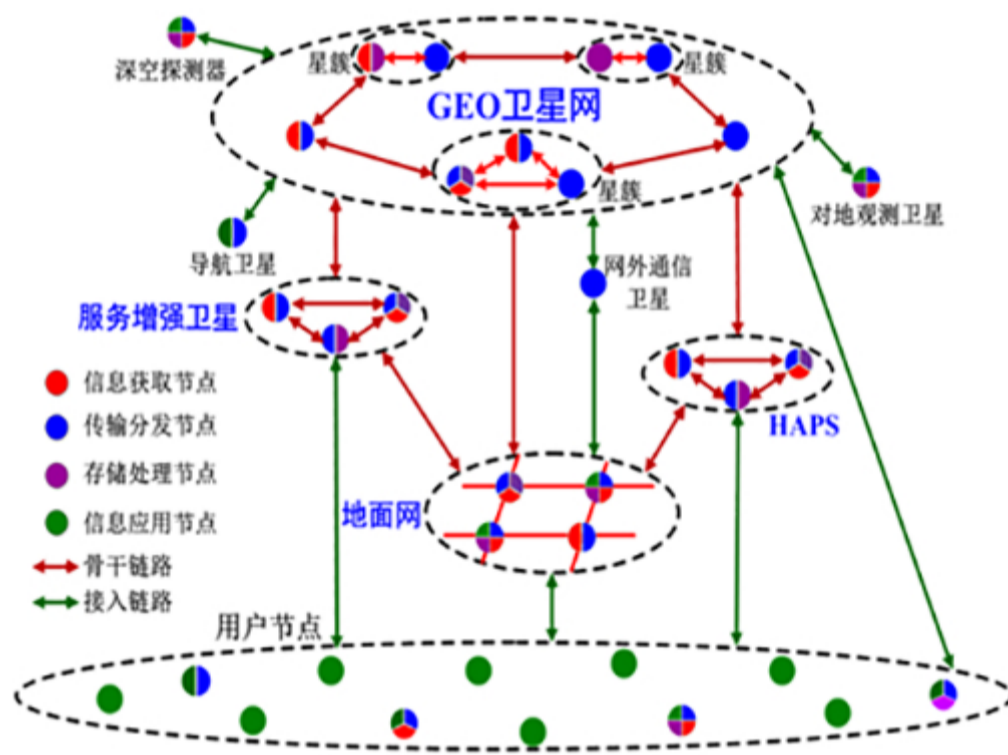 深空探测器
星簇
星簇
GEO卫星网
星簇
对地观测卫星
导航卫星
网外通信
卫星
服务增强卫星
信息获取节点
传输分发节点
HAPS
存储处理节点
地面网
信息应用节点
骨干链路
接入链路
用户节点